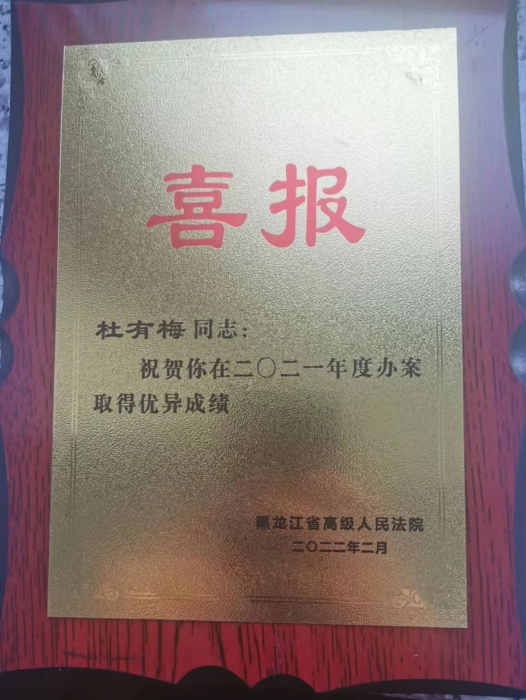 喜报
杜有梅同志：
祝贺你在二〇二一年度办案
取得优异成绩
黑龙江省高级人民法院
二〇二二年二月